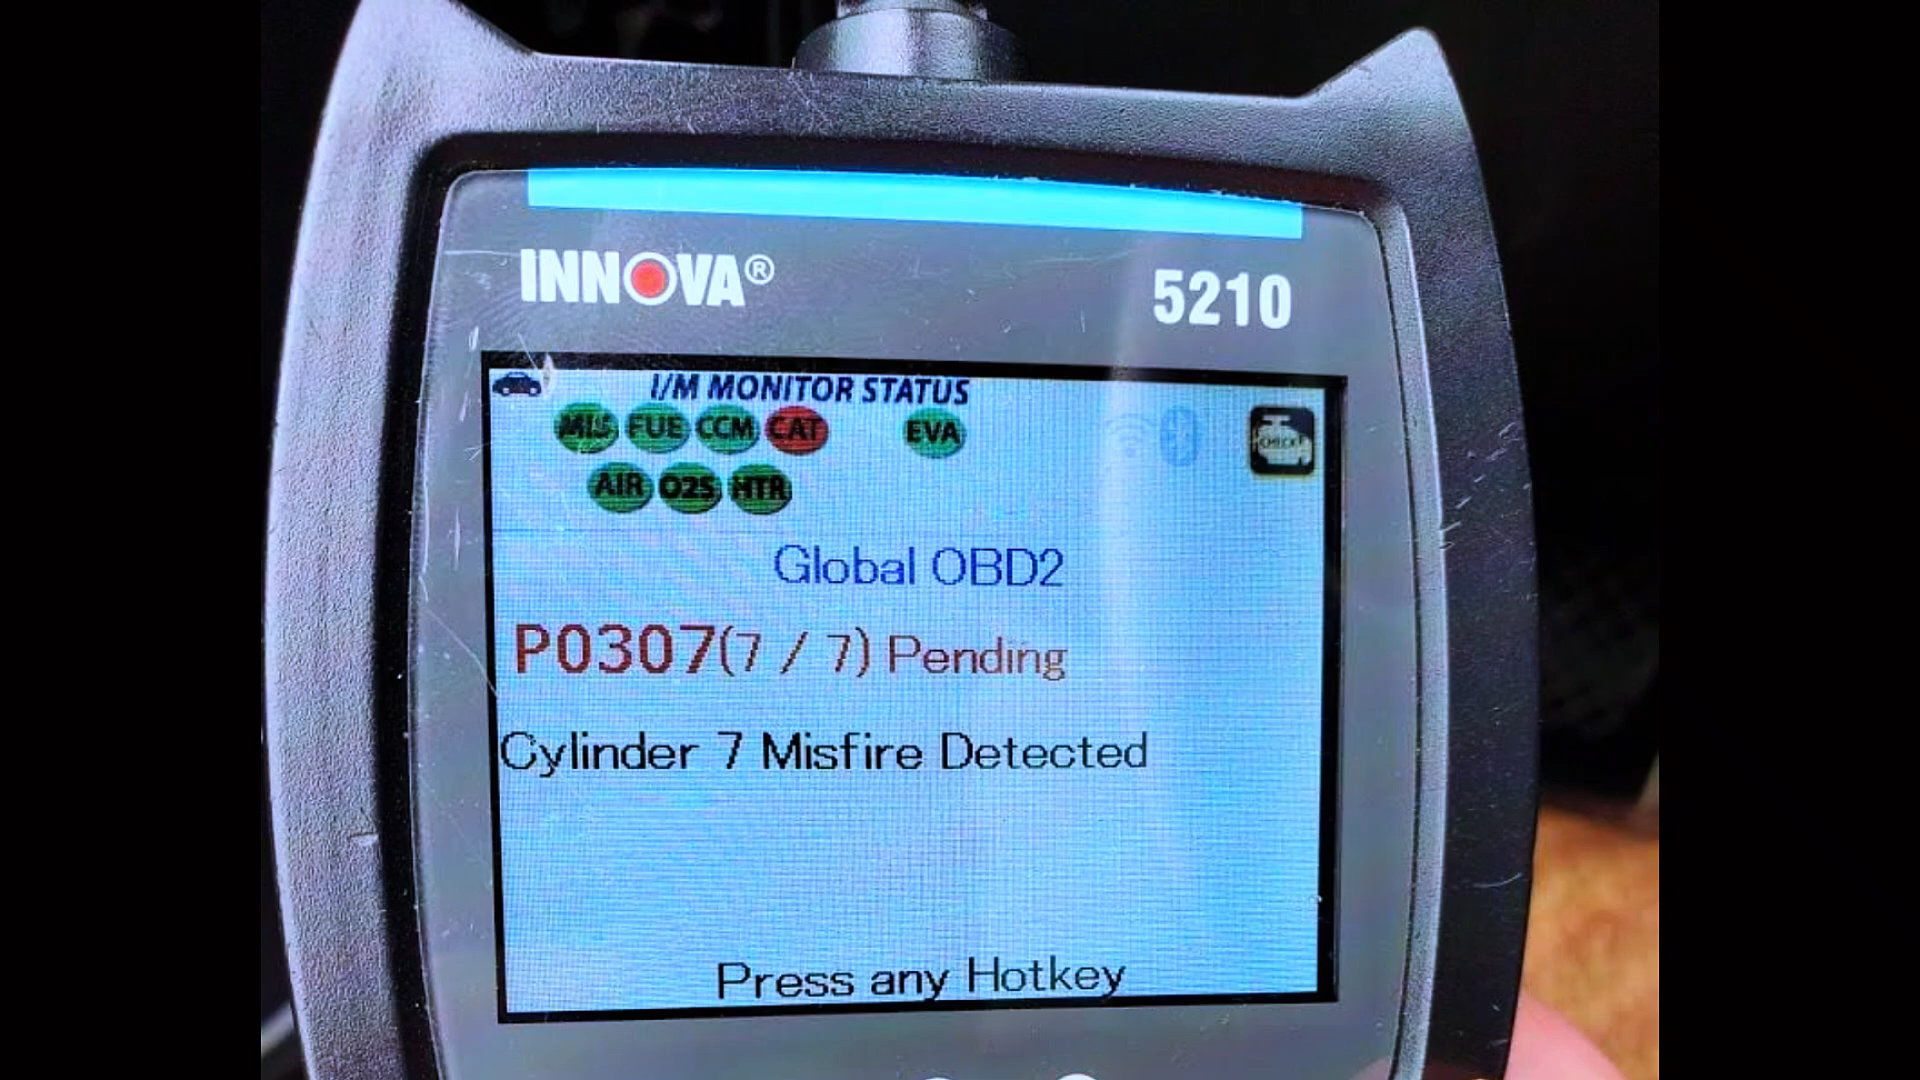 INNOVA®
5210
I/M MONITOR STATUS
MIS FUE CCM CAT EVA
CHECK
AIR O2S HTR
Global OBD2
P0307(7 / 7) Pending
Cylinder 7 Misfire Detected
Press any Hotkey